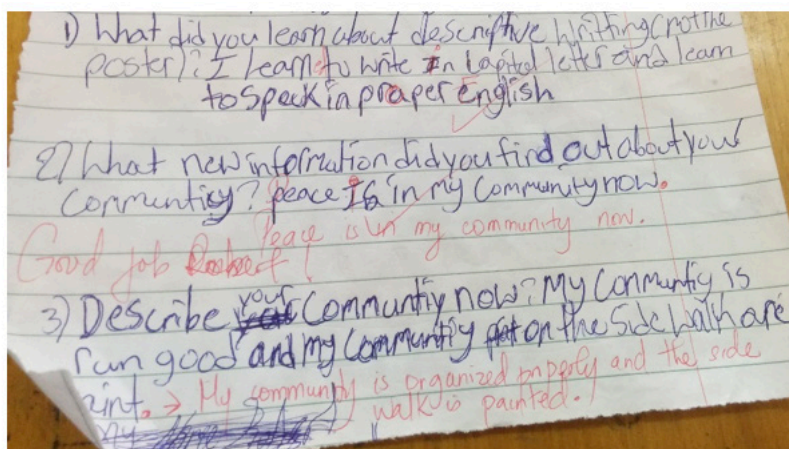 1) What did you learn about descriptive Writting (not the
poster)? I learn to write in Capital letter and learn
to speak in proper english
2) What new information did you find out about your
Communtiy? peace is in my Community now.
Peace is in my community now.
Good job
3) Describe your Communtiy now? My Conmuntiy is
run good and my Communtiy on the Side Walk are
> My community is organized properly and the side
walk is painted.
my